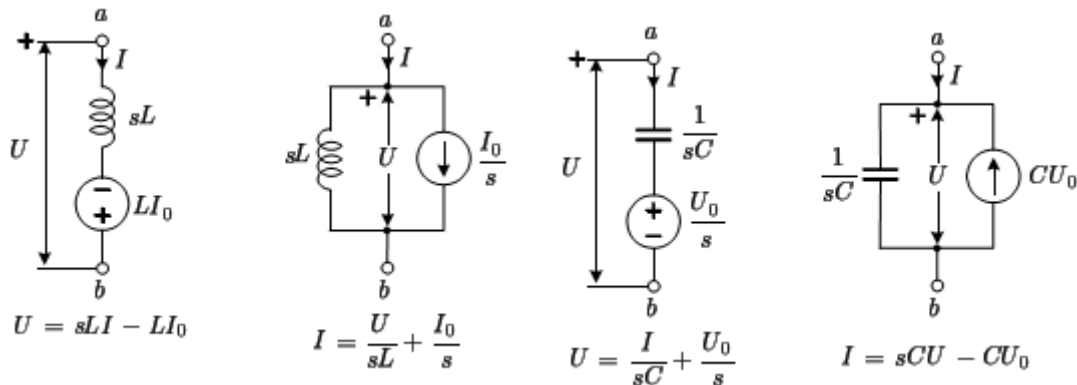 a
+
I
U
sL
−
+
LI₀
b
U = sLI − LI₀
a
I
+
sL
U
I₀/s
b
I = U/sL + I₀/s
a
+
I
U
1/sC
+
−
U₀/s
b
U = I/sC + U₀/s
a
I
+
1/sC
U
CU₀
b
I = sCU − CU₀